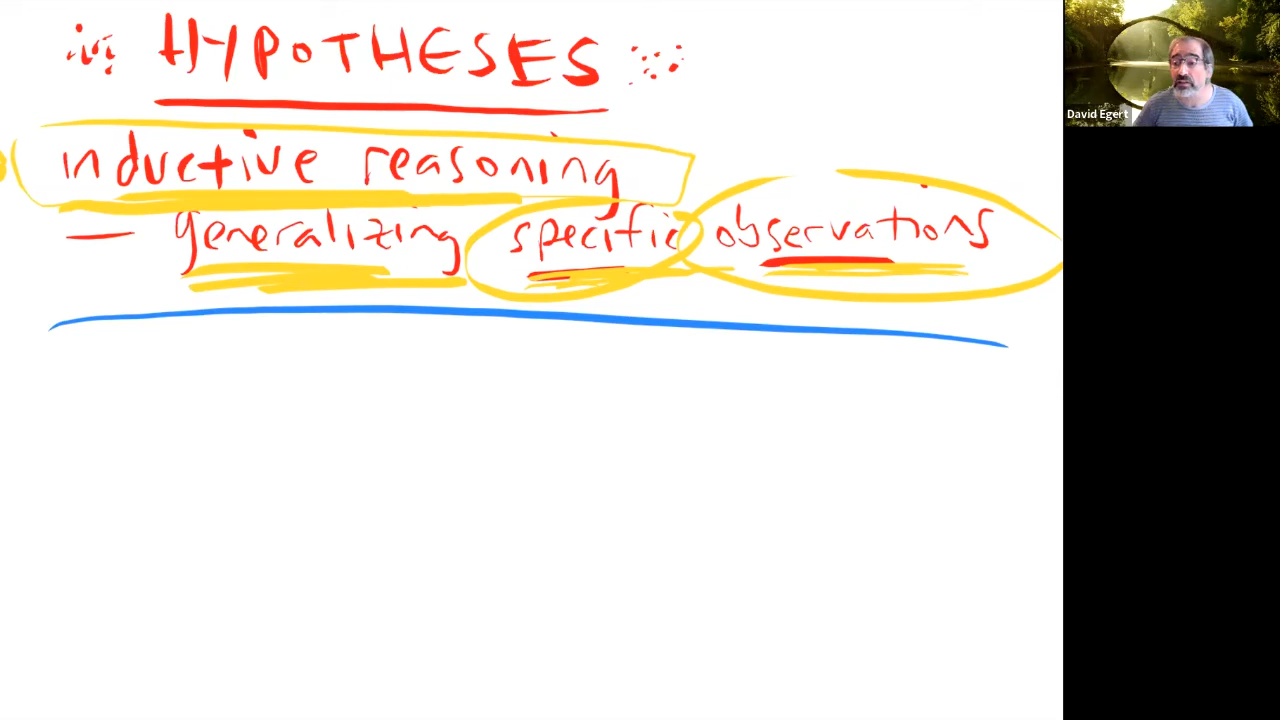 HYPOTHESES
inductive reasoning
— generalizing specific observations
David Egert